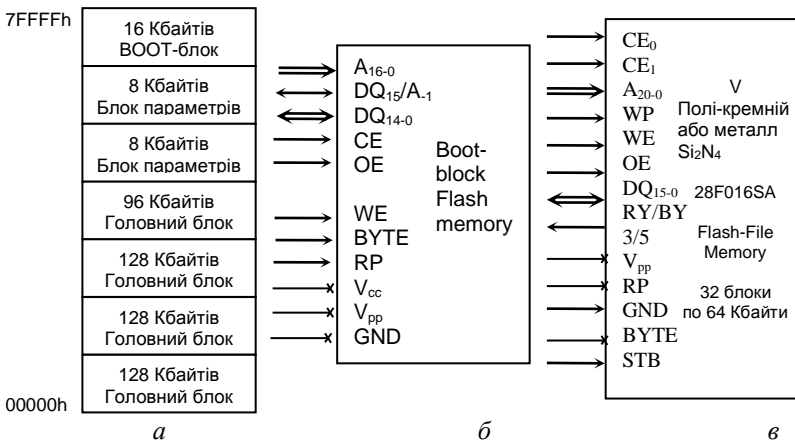 7FFFFh
16 Кбайтів
BOOT-блок
8 Кбайтів
Блок параметрів
8 Кбайтів
Блок параметрів
96 Кбайтів
Головний блок
128 Кбайтів
Головний блок
128 Кбайтів
Головний блок
128 Кбайтів
Головний блок
00000h
а
A16-0
DQ15/A-1
DQ14-0
CE
OE
WE
BYTE
RP
Vcc
Vpp
GND
Boot-
block
Flash
memory
б
CE0
CE1
A20-0
WP
WE
OE
DQ15-0
RY/BY
3/5
Vpp
RP
GND
BYTE
STB
V
Полі-кремній
або металл
Si2N4
28F016SA
Flash-File
Memory
32 блоки
по 64 Кбайти
в